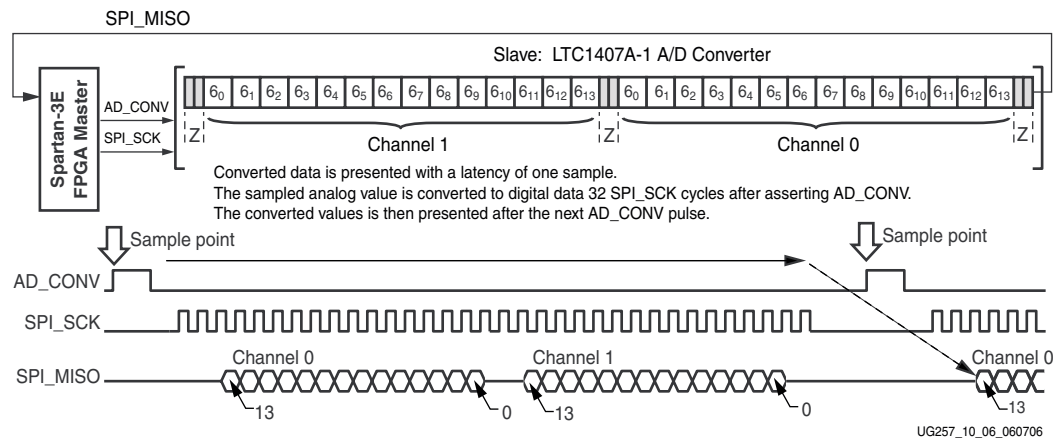 SPI_MISO
Slave: LTC1407A-1 A/D Converter
Spartan-3E
FPGA Master
AD_CONV
SPI_SCK
6₀ 6₁ 6₂ 6₃ 6₄ 6₅ 6₆ 6₇ 6₈ 6₉ 6₁₀ 6₁₁ 6₁₂ 6₁₃ 6₀ 6₁ 6₂ 6₃ 6₄ 6₅ 6₆ 6₇ 6₈ 6₉ 6₁₀ 6₁₁ 6₁₂ 6₁₃
Z Channel 1 Z Channel 0 Z
Converted data is presented with a latency of one sample.
The sampled analog value is converted to digital data 32 SPI_SCK cycles after asserting AD_CONV.
The converted values is then presented after the next AD_CONV pulse.
Sample point Sample point
AD_CONV
SPI_SCK
Channel 0 Channel 1 Channel 0
SPI_MISO
13 0 13 0 13
UG257_10_06_060706